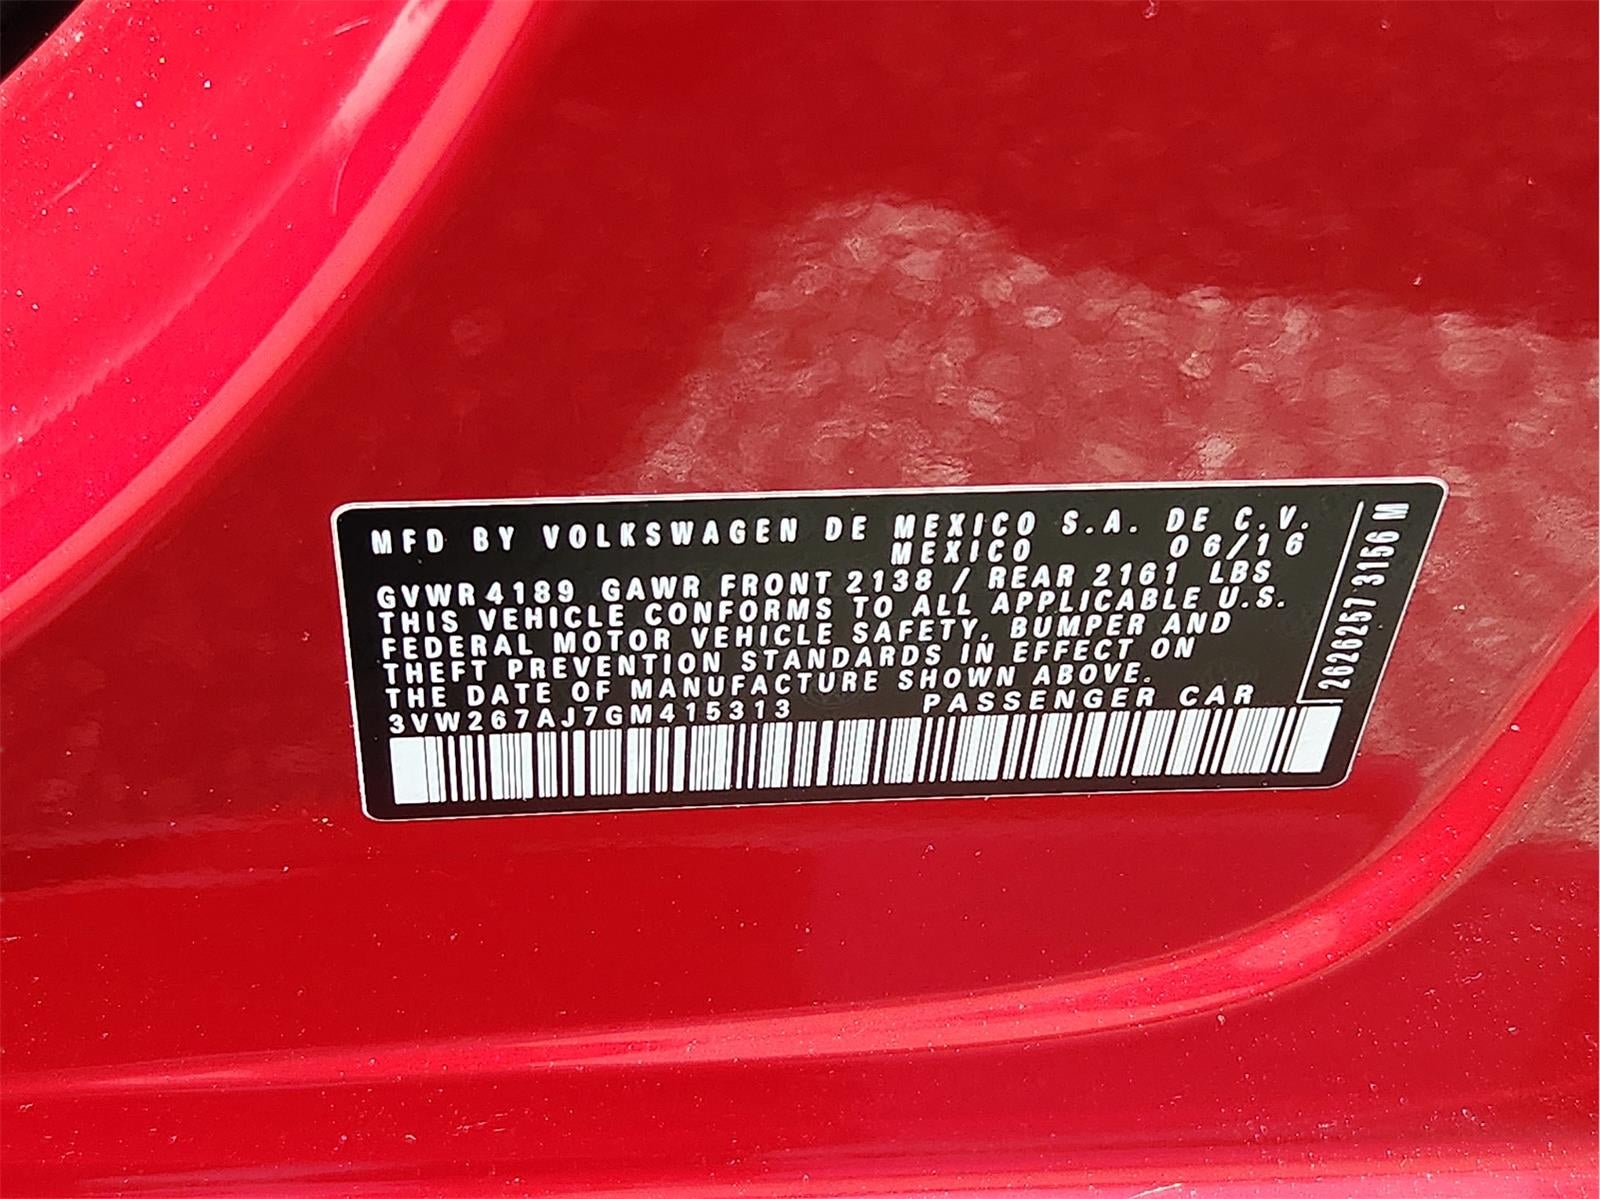 MFD BY VOLKSWAGEN DE MEXICO S.A. DE C.V.
MEXICO 06/16
GVWR 4189 GAWR FRONT 2138 / REAR 2161 LBS
THIS VEHICLE CONFORMS TO ALL APPLICABLE U.S.
FEDERAL MOTOR VEHICLE SAFETY, BUMPER AND
THEFT PREVENTION STANDARDS IN EFFECT ON
THE DATE OF MANUFACTURE SHOWN ABOVE.
3VW267AJ7GM415313 PASSENGER CAR
2626257 3156 M